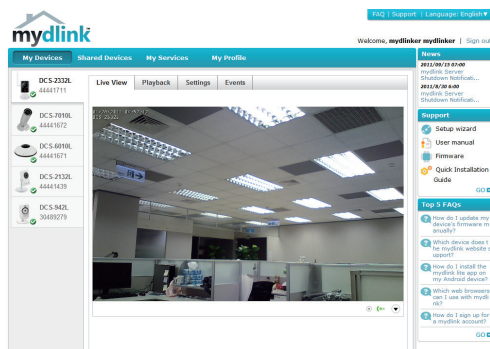 FAQ | Support | Language: English▼
mydlink
Welcome, mydlinker mydlinker | Sign out
My Devices
Shared Devices
My Services
My Profile
DCS-2332L
44441711
DCS-7010L
44441672
DCS-6010L
44441671
DCS-2132L
44441439
DCS-942L
30489279
Live View
Playback
Settings
Events
News
2011/09/15 07:00
mydlink Server
Shutdown Notificati...
2011/8/30 6:00
mydlink Server
Shutdown Notificati...
Support
Setup wizard
User manual
Firmware
Quick Installation
Guide
GO
Top 5 FAQs
How do I update my
device's firmware m
anually?
Which device does t
he mydlink website s
upport?
How do I install the
mydlink lite app on
my Android device?
Which web browsers
can I use with mydli
nk?
How do I sign up for
a mydlink account?
GO